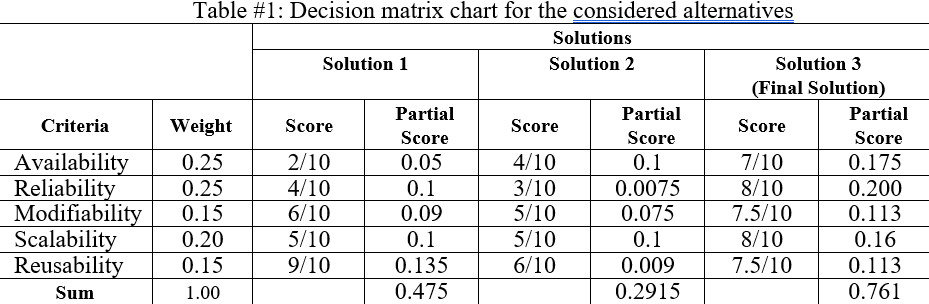 Table #1: Decision matrix chart for the considered alternatives
Solutions
Solution 1 Solution 2 Solution 3
(Final Solution)
Criteria Weight Score Partial Score Score Partial Score Score Partial Score
Availability 0.25 2/10 0.05 4/10 0.1 7/10 0.175
Reliability 0.25 4/10 0.1 3/10 0.0075 8/10 0.200
Modifiability 0.15 6/10 0.09 5/10 0.075 7.5/10 0.113
Scalability 0.20 5/10 0.1 5/10 0.1 8/10 0.16
Reusability 0.15 9/10 0.135 6/10 0.009 7.5/10 0.113
Sum 1.00 0.475 0.2915 0.761